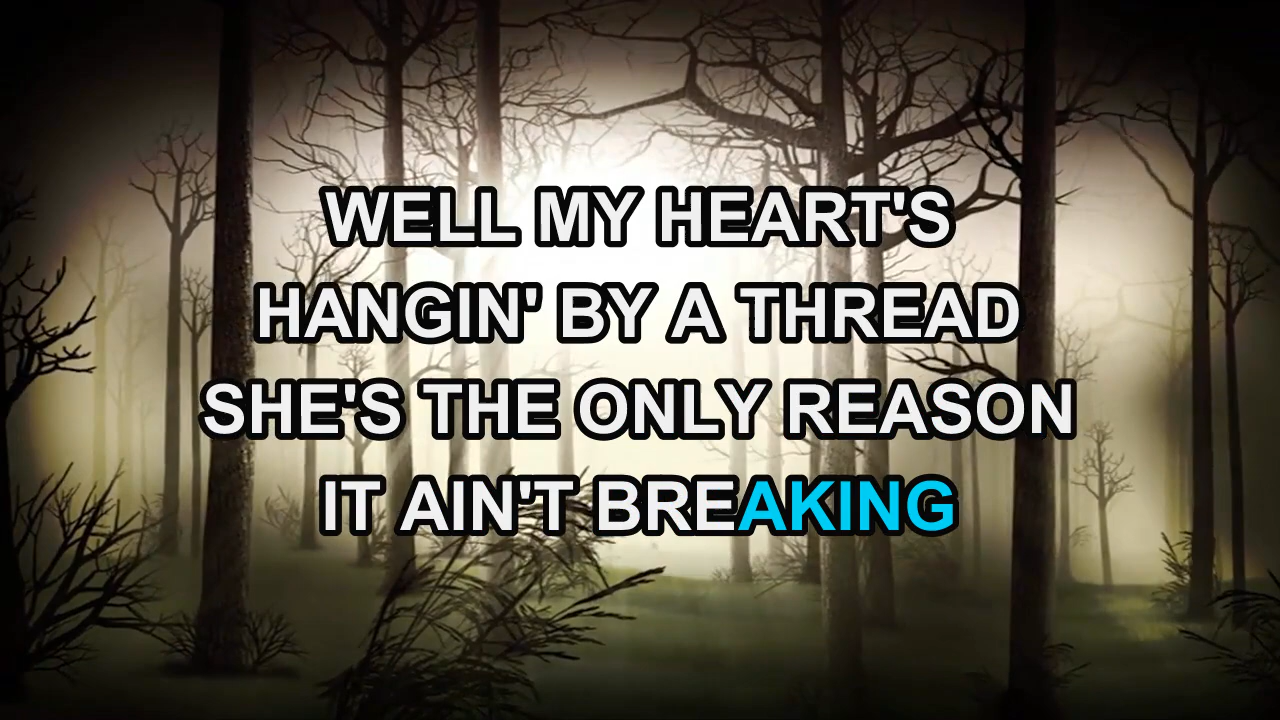 WELL MY HEART'S
HANGIN' BY A THREAD
SHE'S THE ONLY REASON
IT AIN'T BREAKING